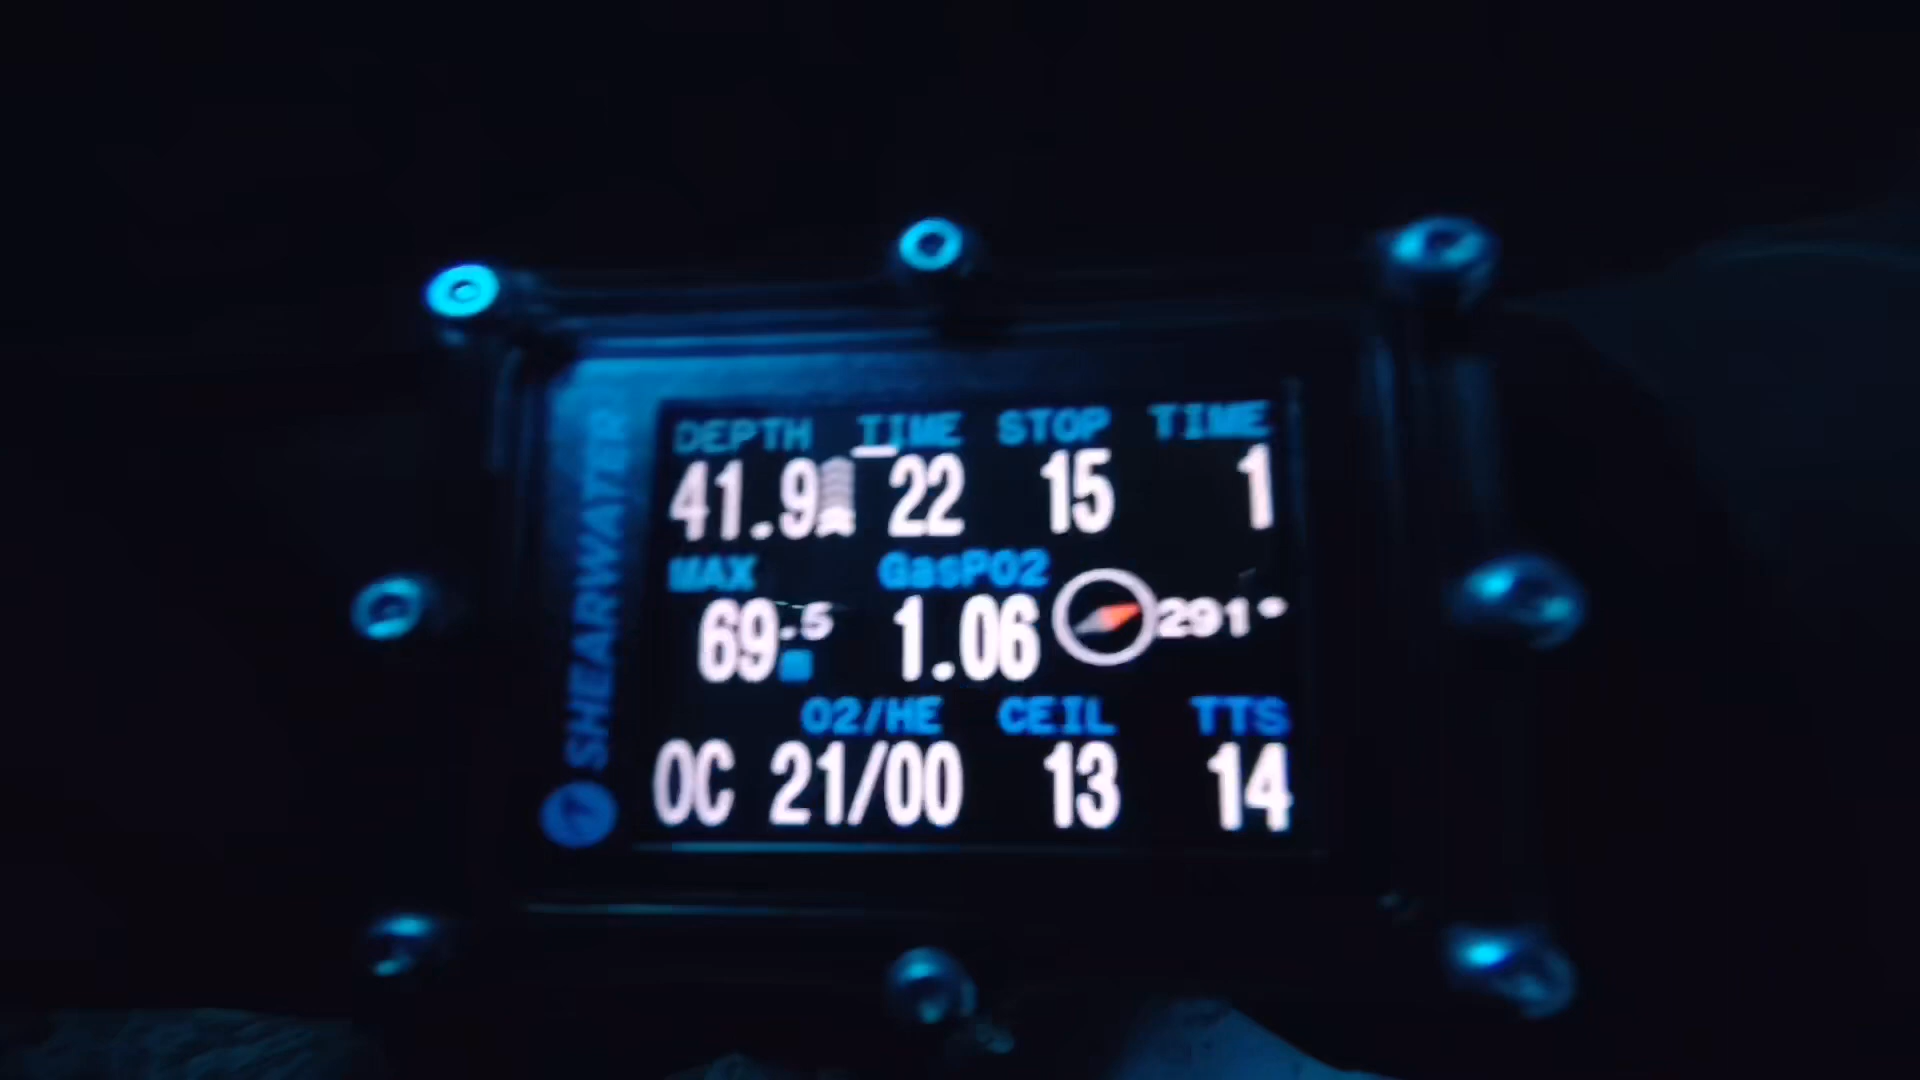 SHEARWATER
DEPTH TIME STOP TIME
41.9 22 15 1
MAX GasPO2
69.5 1.06 291°
O2/HE CEIL TTS
OC 21/00 13 14